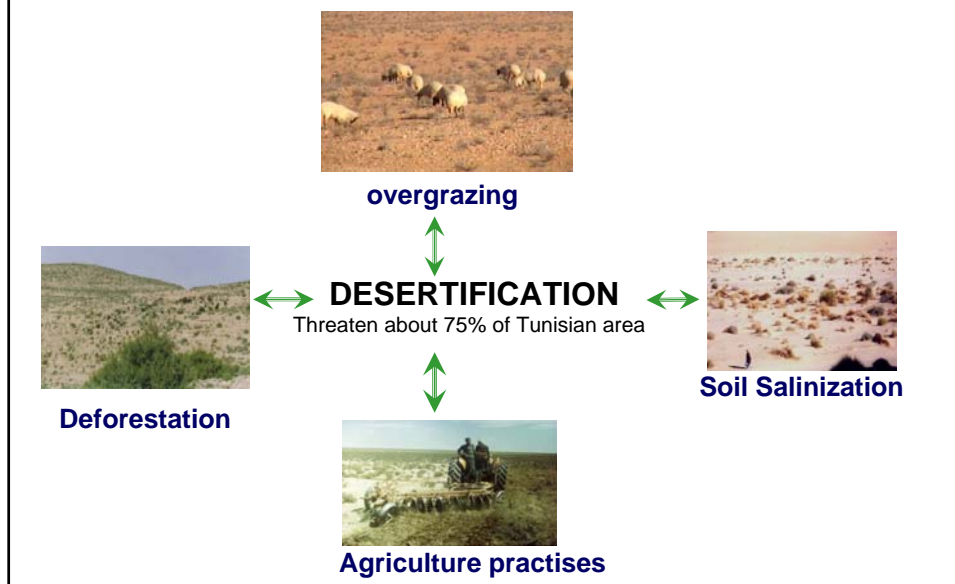 overgrazing
DESERTIFICATION
Threaten about 75% of Tunisian area
Soil Salinization
Deforestation
Agriculture practises